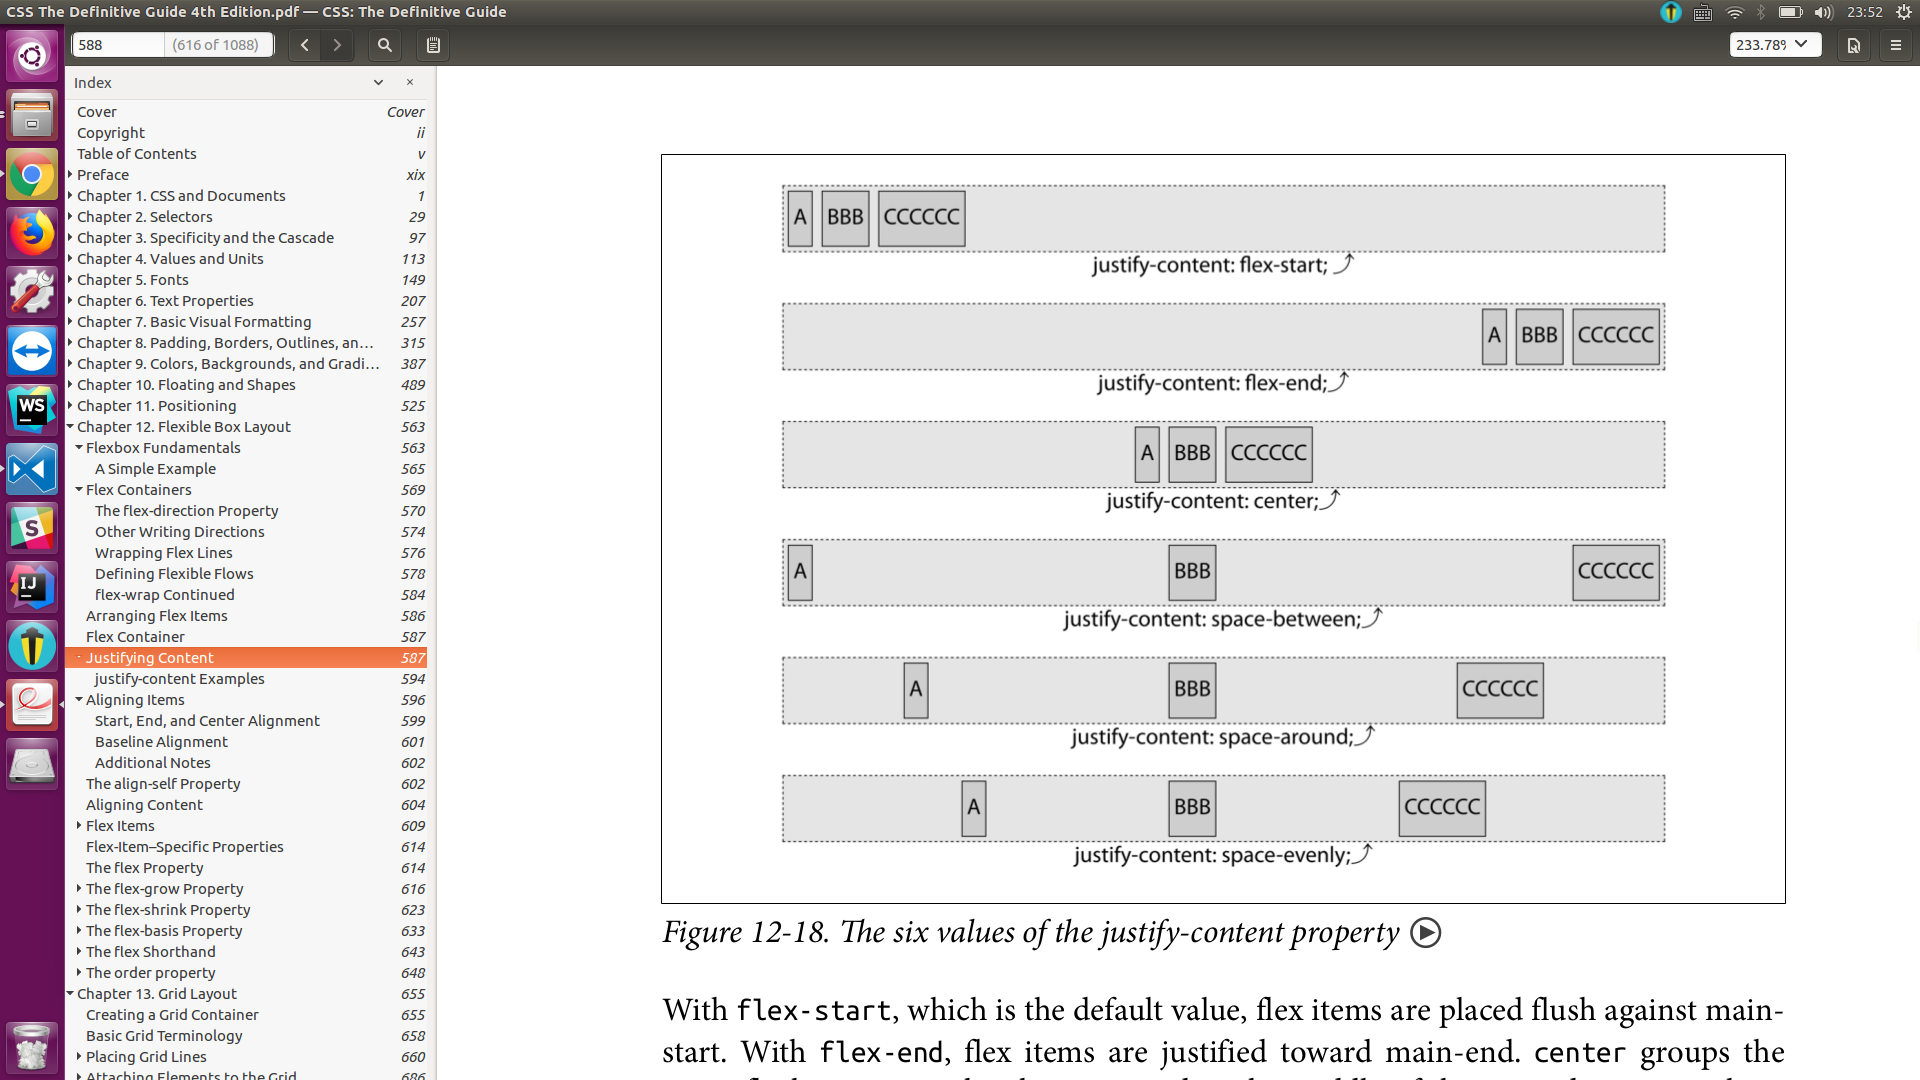 CSS The Definitive Guide 4th Edition.pdf — CSS: The Definitive Guide
23:52
588 (616 of 1088)
233.78%
Index
Cover Cover
Copyright ii
Table of Contents v
Preface xix
Chapter 1. CSS and Documents 1
Chapter 2. Selectors 29
Chapter 3. Specificity and the Cascade 97
Chapter 4. Values and Units 113
Chapter 5. Fonts 149
Chapter 6. Text Properties 207
Chapter 7. Basic Visual Formatting 257
Chapter 8. Padding, Borders, Outlines, an... 315
Chapter 9. Colors, Backgrounds, and Gradi... 387
Chapter 10. Floating and Shapes 489
Chapter 11. Positioning 525
Chapter 12. Flexible Box Layout 563
Flexbox Fundamentals 563
A Simple Example 565
Flex Containers 569
The flex-direction Property 570
Other Writing Directions 574
Wrapping Flex Lines 576
Defining Flexible Flows 578
flex-wrap Continued 584
Arranging Flex Items 586
Flex Container 587
Justifying Content 587
justify-content Examples 594
Aligning Items 596
Start, End, and Center Alignment 599
Baseline Alignment 601
Additional Notes 602
The align-self Property 602
Aligning Content 604
Flex Items 609
Flex-Item–Specific Properties 614
The flex Property 614
The flex-grow Property 616
The flex-shrink Property 623
The flex-basis Property 633
The flex Shorthand 643
The order property 648
Chapter 13. Grid Layout 655
Creating a Grid Container 655
Basic Grid Terminology 658
Placing Grid Lines 660
Attaching Elements to the Grid 686
WS
S
IJ
A BBB CCCCCC
justify-content: flex-start;
A BBB CCCCCC
justify-content: flex-end;
A BBB CCCCCC
justify-content: center;
A BBB CCCCCC
justify-content: space-between;
A BBB CCCCCC
justify-content: space-around;
A BBB CCCCCC
justify-content: space-evenly;
Figure 12-18. The six values of the justify-content property
With flex-start, which is the default value, flex items are placed flush against main-
start. With flex-end, flex items are justified toward main-end. center groups the